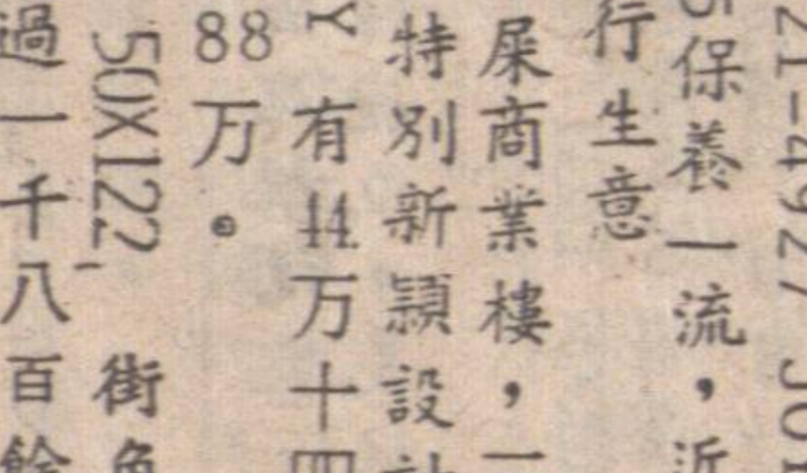 21-4927 301
保養一流，近
行生意
屎商業樓，一
特別新穎設計
Y 有44万十四
88万。
50X122 街角
過一千八百餘